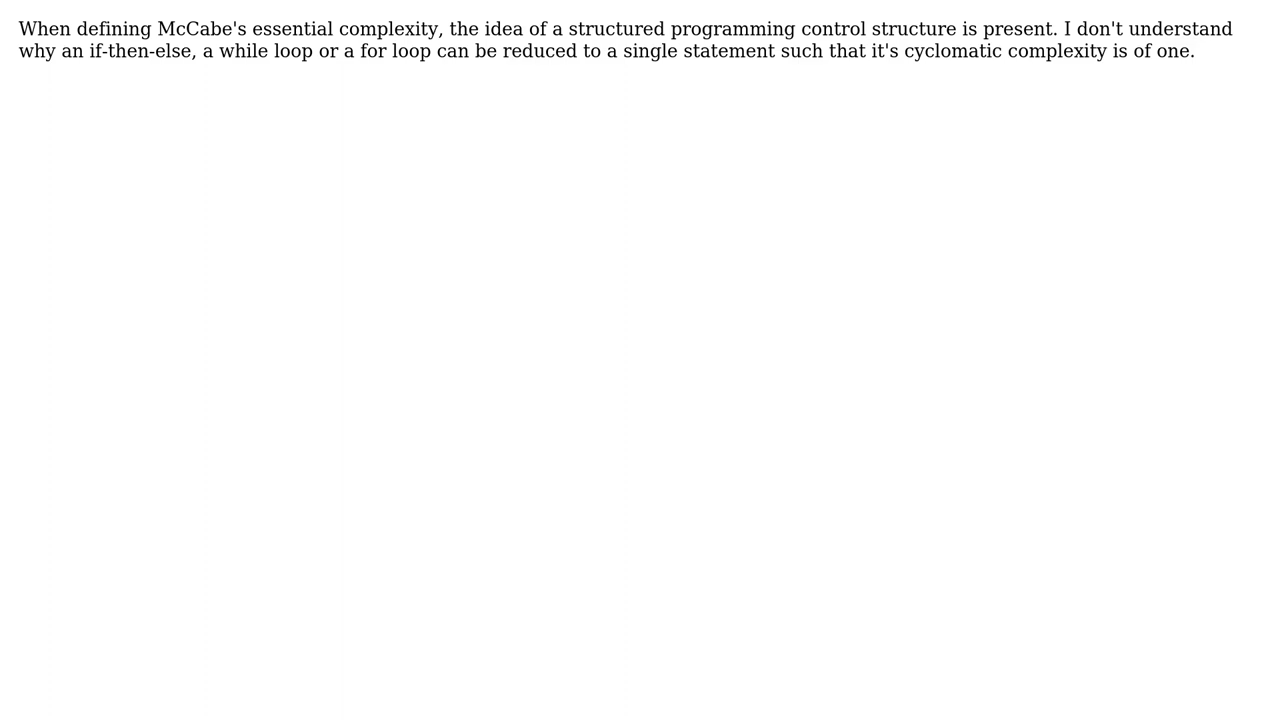 When defining McCabe's essential complexity, the idea of a structured programming control structure is present. I don't understand
why an if-then-else, a while loop or a for loop can be reduced to a single statement such that it's cyclomatic complexity is of one.